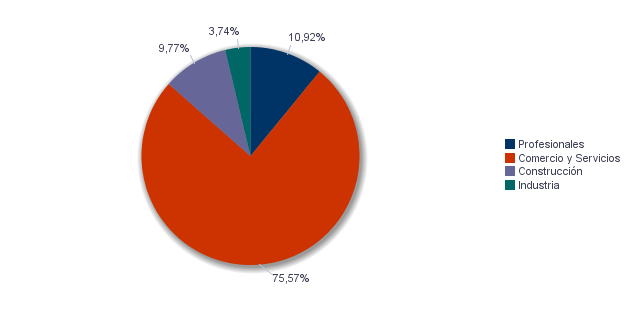 3,74%
10,92%
9,77%
Profesionales
Comercio y Servicios
Construcción
Industria
75,57%